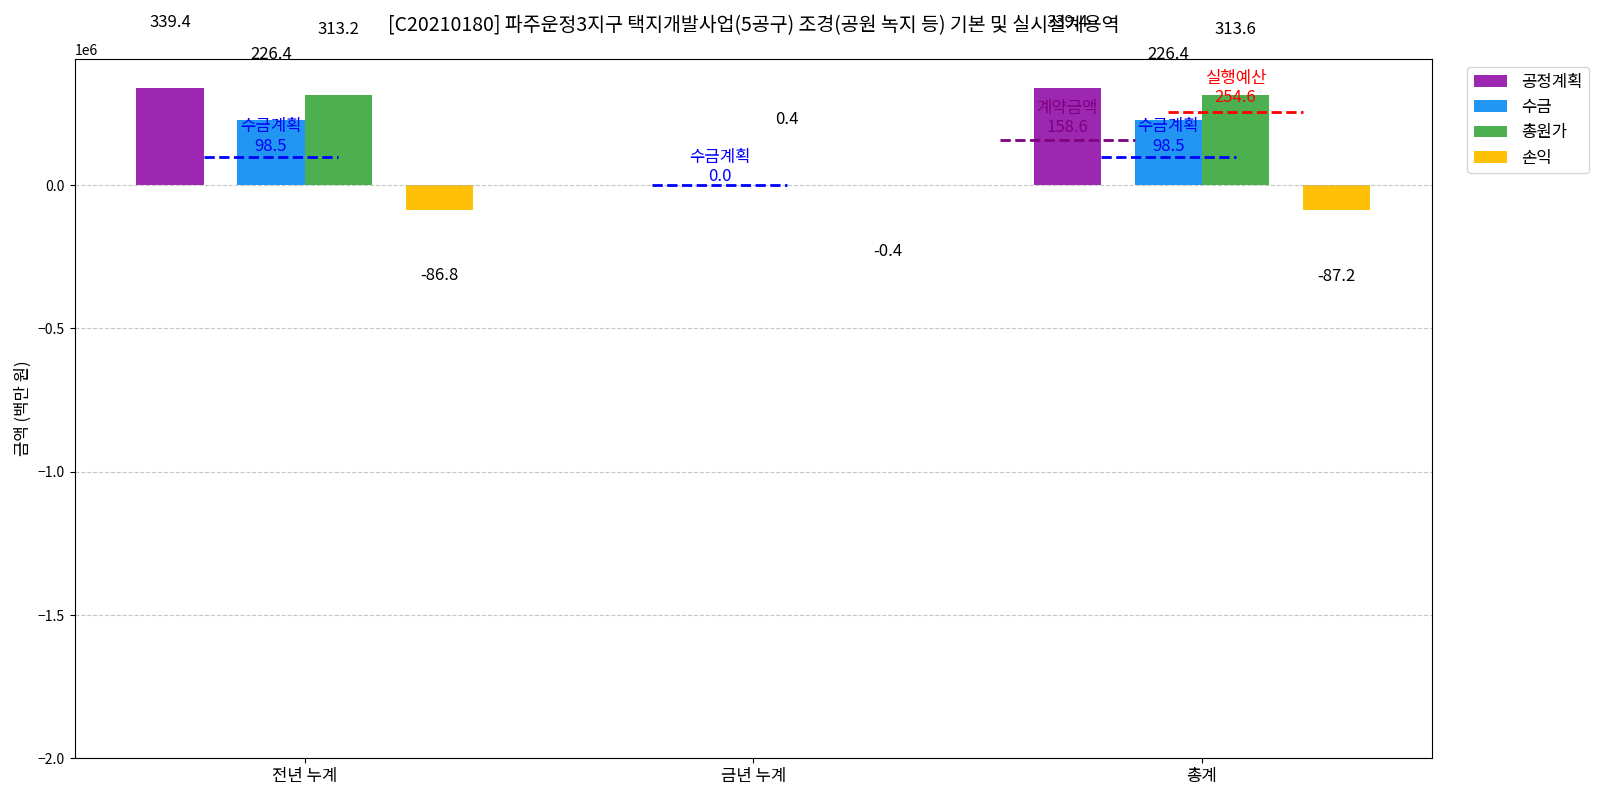 [C20210180] 파주운정3지구 택지개발사업(5공구) 조경(공원 녹지 등) 기본 및 실시설계용역
339.4
226.4
313.2
339.4
226.4
313.6
1e6
수금계획
98.5
수금계획
0.0
0.4
계약금액
158.6
수금계획
98.5
실행예산
254.6
-86.8
-0.4
-87.2
공정계획
수금
총원가
손익
금액 (백만 원)
0.0
−0.5
−1.0
−1.5
−2.0
전년 누계
금년 누계
총계